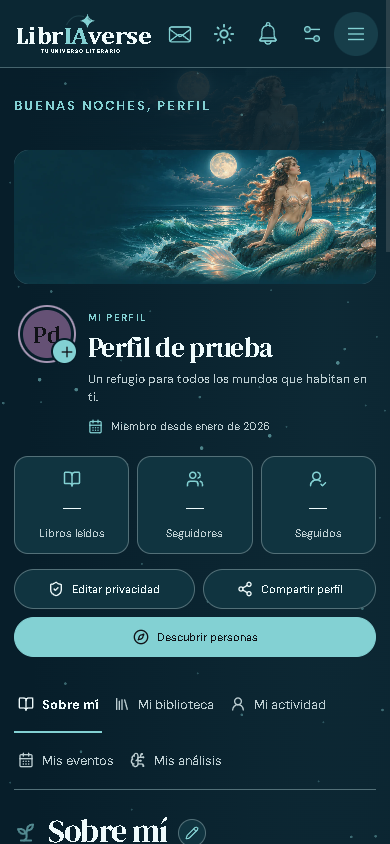 LibrIAverse
TU UNIVERSO LITERARIO
BUENAS NOCHES, PERFIL
Pd
MI PERFIL
Perfil de prueba
Un refugio para todos los mundos que habitan en
ti.
Miembro desde enero de 2026
— — —
Libros leídos Seguidores Seguidos
Editar privacidad Compartir perfil
Descubrir personas
Sobre mí Mi biblioteca Mi actividad
Mis eventos Mis análisis
Sobre mí